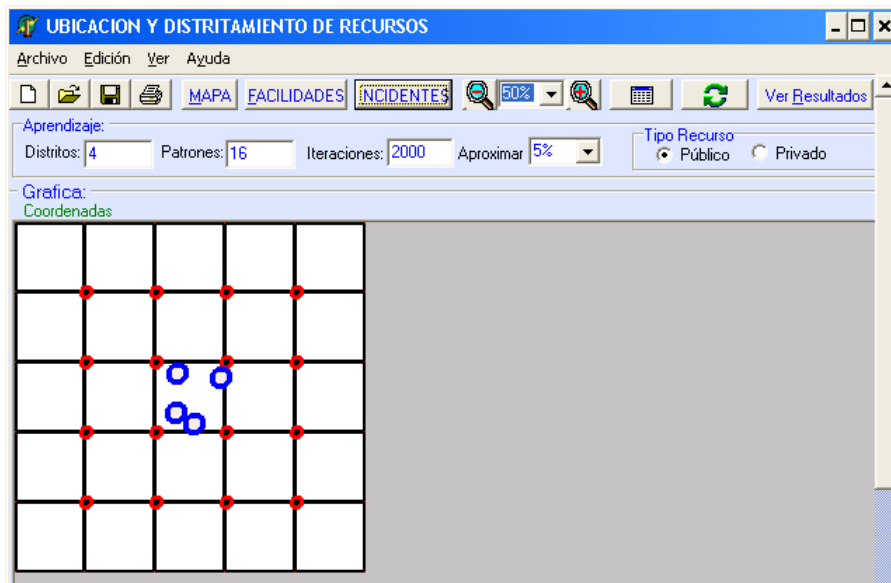 UBICACION Y DISTRITAMIENTO DE RECURSOS
Archivo Edición Ver Ayuda
MAPA FACILIDADES INCIDENTES 50% Ver Resultados
Aprendizaje:
Distritos: 4 Patrones: 16 Iteraciones: 2000 Aproximar 5%
Tipo Recurso
Público Privado
Grafica:
Coordenadas